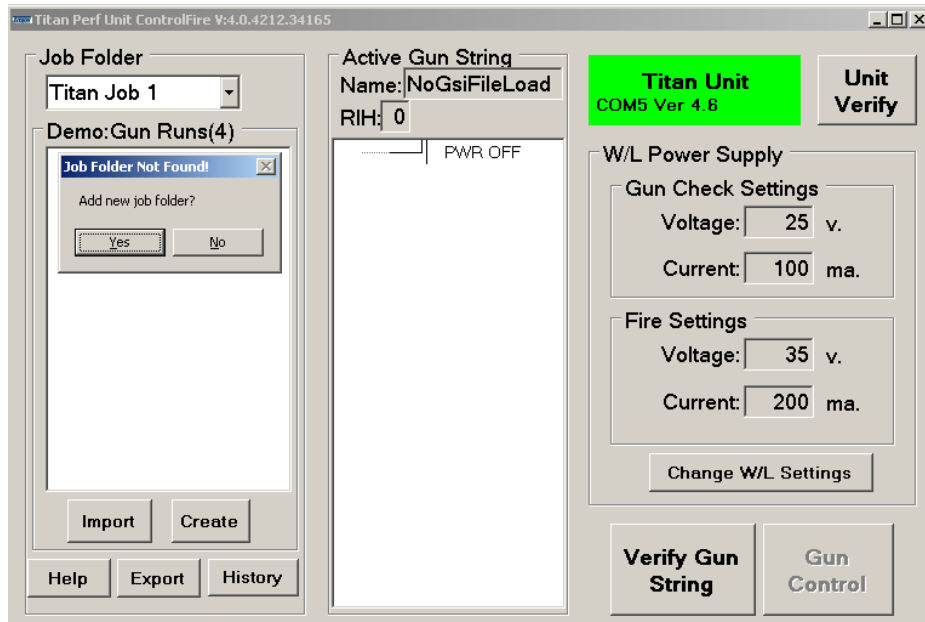 Titan Perf Unit ControlFire V:4.0.4212.34165
Job Folder
Titan Job 1
Demo:Gun Runs(4)
Job Folder Not Found!
Add new job folder?
Yes
No
Import
Create
Help
Export
History
Active Gun String
Name: NoGsiFileLoad
RIH: 0
PWR OFF
Titan Unit
COM5 Ver 4.6
Unit
Verify
W/L Power Supply
Gun Check Settings
Voltage: 25 v.
Current: 100 ma.
Fire Settings
Voltage: 35 v.
Current: 200 ma.
Change W/L Settings
Verify Gun
String
Gun
Control